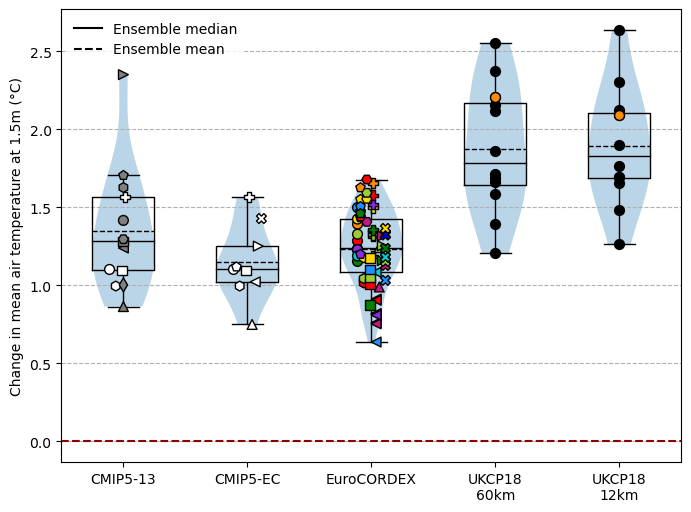 Ensemble median
Ensemble mean
Change in mean air temperature at 1.5m (°C)
2.5
2.0
1.5
1.0
0.5
0.0
CMIP5-13
CMIP5-EC
EuroCORDEX
UKCP18
60km
UKCP18
12km